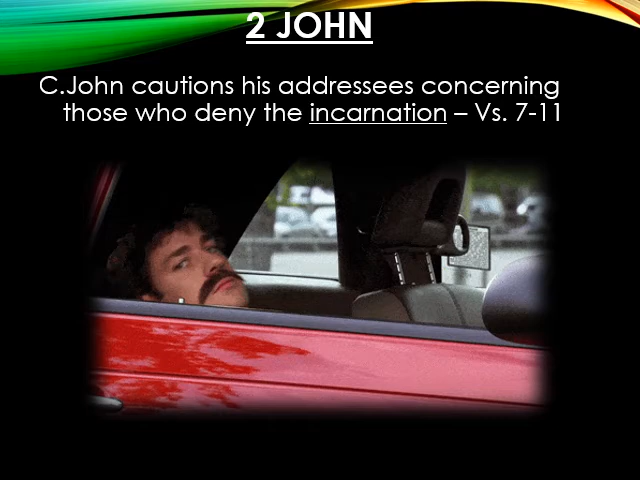 2 JOHN
C.John cautions his addressees concerning
those who deny the incarnation – Vs. 7-11